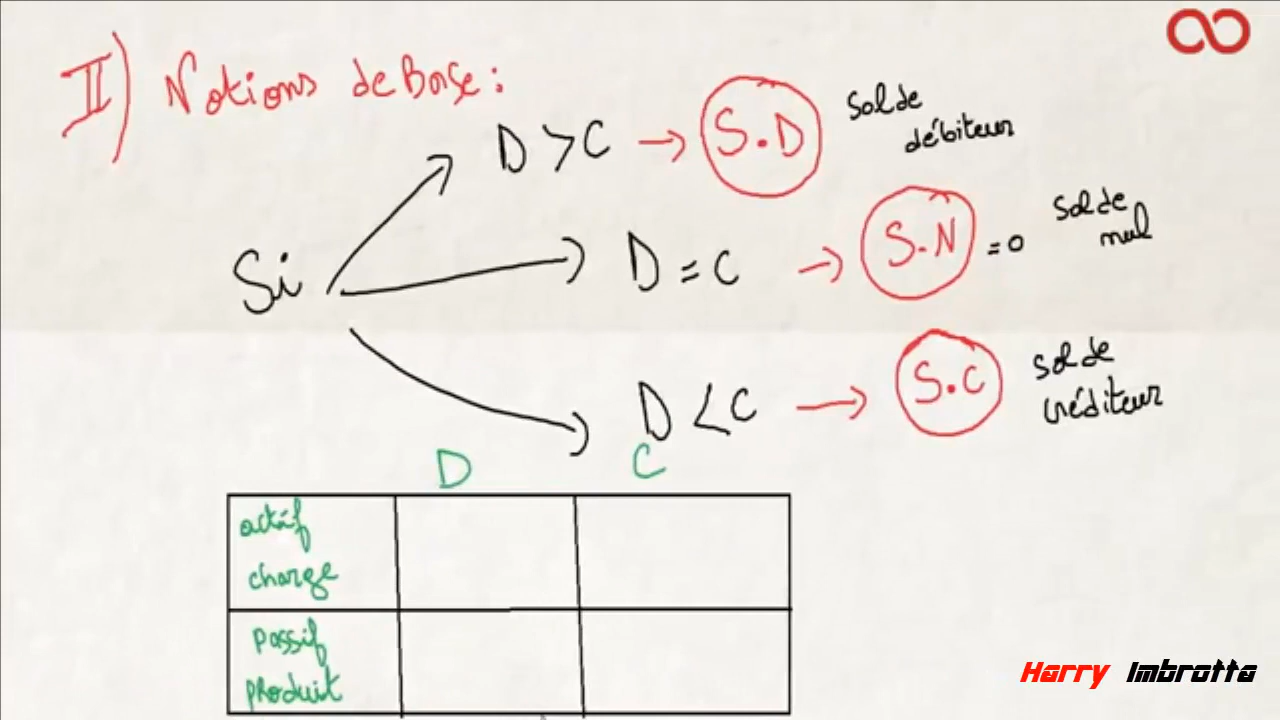 II) Notions de Base :
D > C → S.D solde débiteur
Si D = C → S.N = 0 solde nul
D < C → S.C solde créditeur
D C
actif
charge
passif
produit
Harry Imbrotta